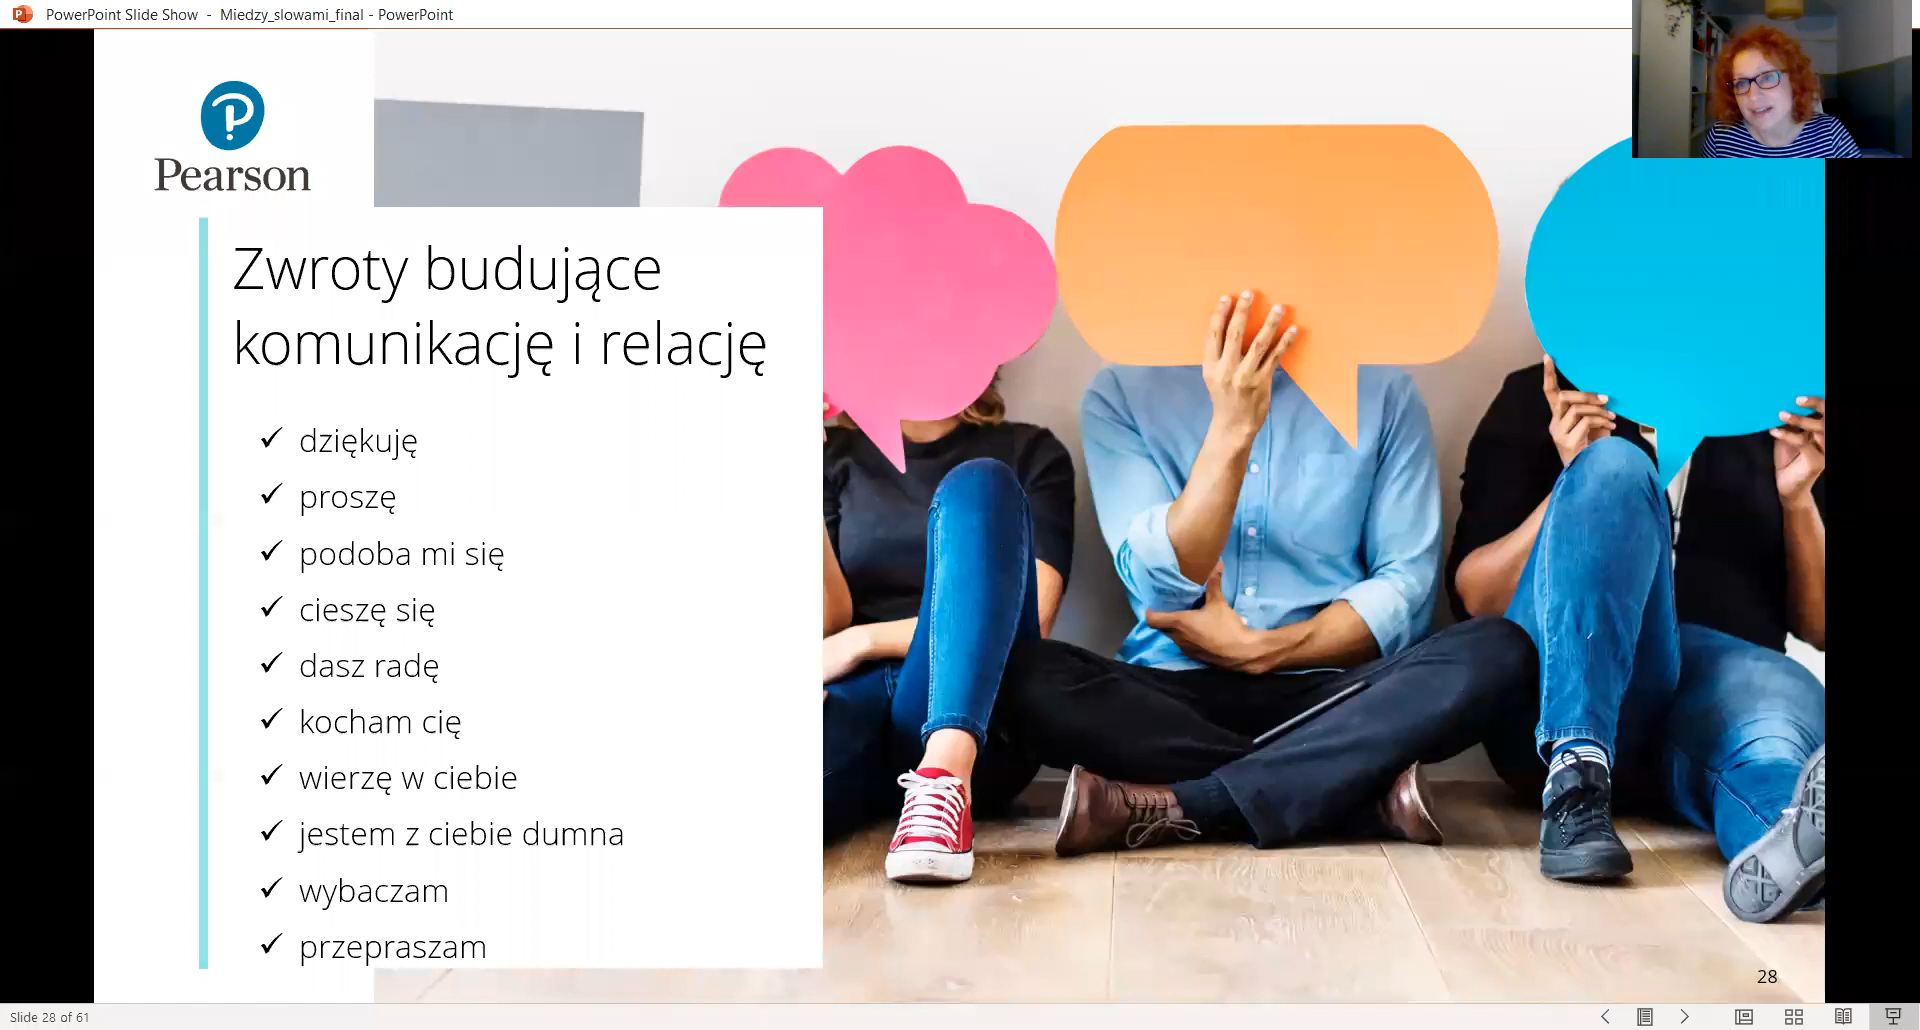 PowerPoint Slide Show - Miedzy_slowami_final - PowerPoint
Pearson
Zwroty budujące
komunikację i relację
dziękuję
proszę
podoba mi się
cieszę się
dasz radę
kocham cię
wierzę w ciebie
jestem z ciebie dumna
wybaczam
przepraszam
28
Slide 28 of 61